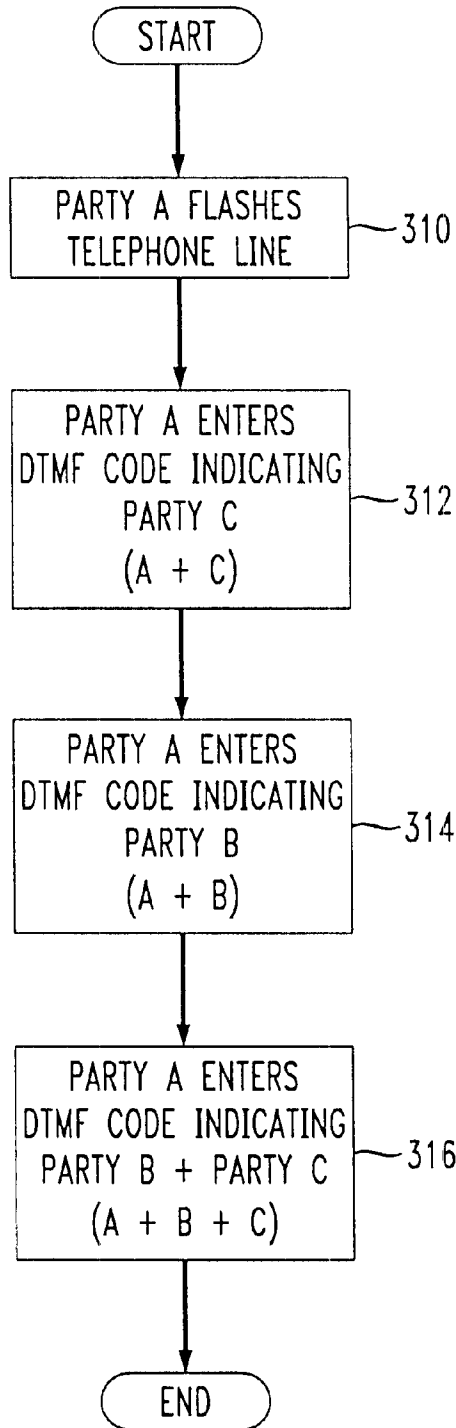 START
PARTY A FLASHES
TELEPHONE LINE
310
PARTY A ENTERS
DTMF CODE INDICATING
PARTY C
(A + C)
312
PARTY A ENTERS
DTMF CODE INDICATING
PARTY B
(A + B)
314
PARTY A ENTERS
DTMF CODE INDICATING
PARTY B + PARTY C
(A + B + C)
316
END